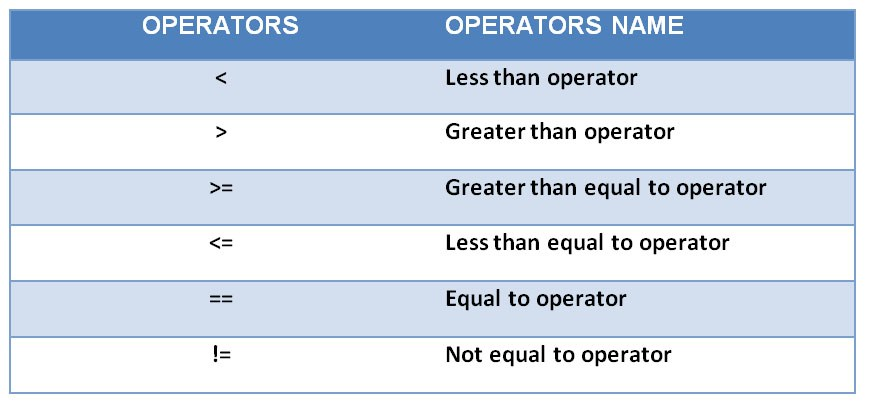 OPERATORS OPERATORS NAME
< Less than operator
> Greater than operator
>= Greater than equal to operator
<= Less than equal to operator
== Equal to operator
!= Not equal to operator